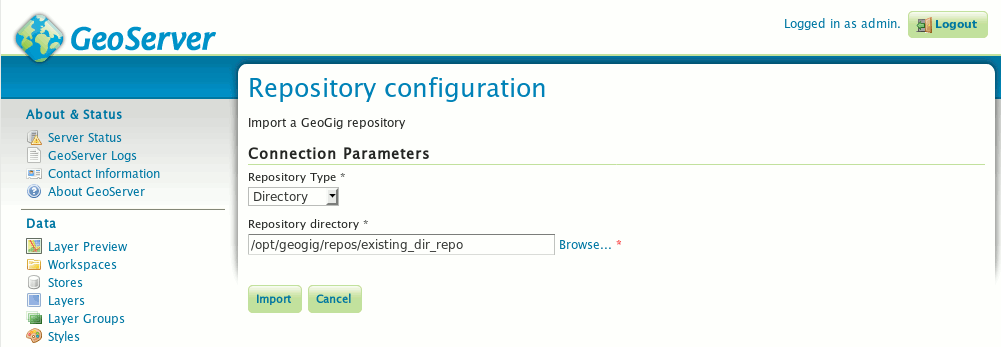 GeoServer
Logged in as admin. Logout
Repository configuration
Import a GeoGig repository
Connection Parameters
Repository Type *
Directory
Repository directory *
/opt/geogig/repos/existing_dir_repo Browse... *
Import Cancel
About & Status
Server Status
GeoServer Logs
Contact Information
About GeoServer
Data
Layer Preview
Workspaces
Stores
Layers
Layer Groups
Styles